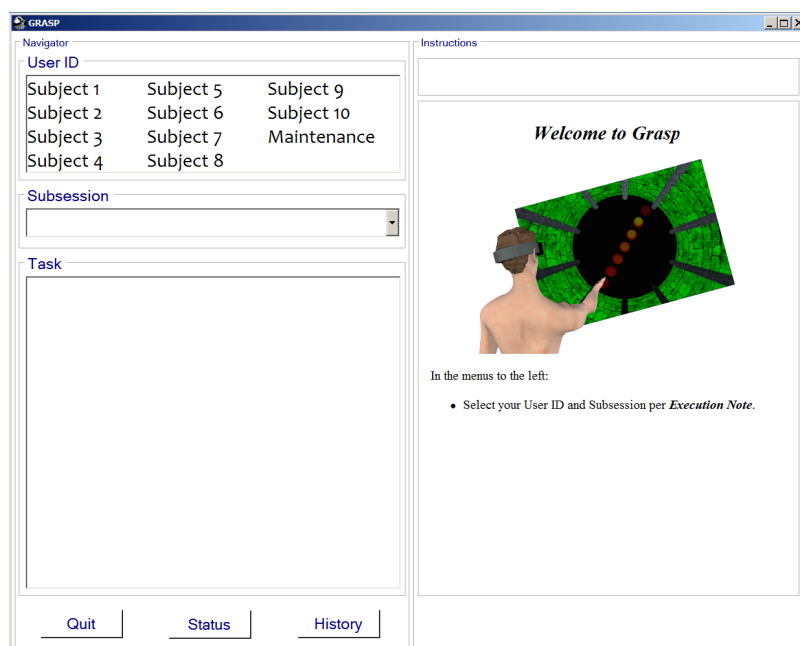 GRASP
Navigator
User ID
Subject 1 Subject 5 Subject 9
Subject 2 Subject 6 Subject 10
Subject 3 Subject 7 Maintenance
Subject 4 Subject 8
Subsession
Task
Quit Status History
Instructions
Welcome to Grasp
In the menus to the left:
• Select your User ID and Subsession per Execution Note.